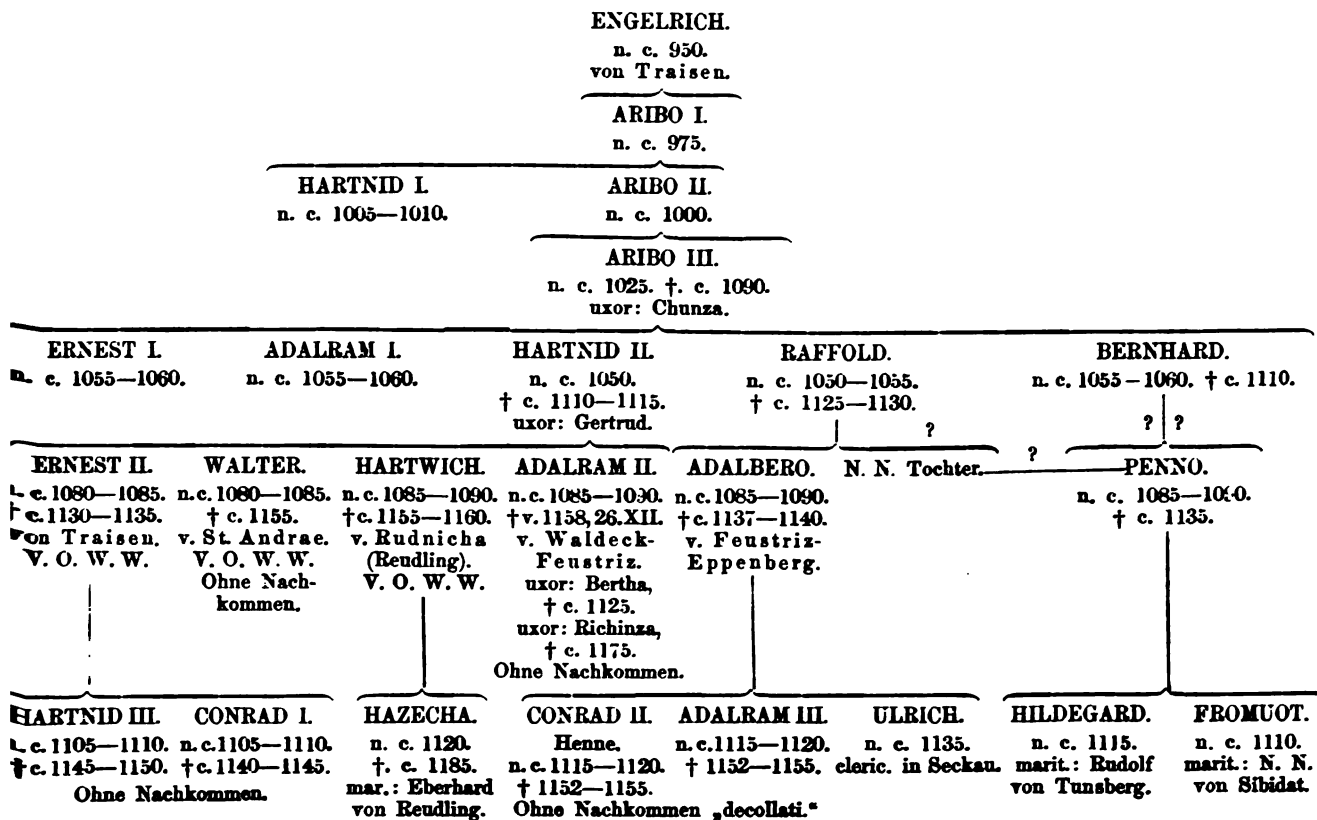 ENGELRICH.
n. c. 950.
von Traisen.
ARIBO I.
n. c. 975.
HARTNID I. ARIBO II.
n. c. 1005—1010. n. c. 1000.
ARIBO III.
n. c. 1025. †. c. 1090.
uxor: Chunza.
ERNEST I. ADALRAM I. HARTNID II. RAFFOLD. BERNHARD.
n. c. 1055—1060. n. c. 1055—1060. n. c. 1050. n. c. 1050—1055. n. c. 1055—1060. † c. 1110.
† c. 1110—1115. † c. 1125—1130.
uxor: Gertrud.
? ? ?
?
ERNEST II. WALTER. HARTWICH. ADALRAM II. ADALBERO. N. N. Tochter. PENNO.
c. 1080—1085. n. c. 1080—1085. n. c. 1085—1090. n. c. 1085—1090. n. c. 1085—1090. n. c. 1085—1090.
† c. 1130—1135. † c. 1155. † c. 1155—1160. † v. 1158, 26. XII. † c. 1137—1140. † c. 1135.
von Traisen. v. St. Andrae. v. Rudnicha v. Waldeck- v. Feustriz-
V. O. W. W. V. O. W. W. (Reudling). Feustriz. Eppenberg.
Ohne Nach- V. O. W. W. uxor: Bertha,
kommen. † c. 1125.
uxor: Richinza,
† c. 1175.
Ohne Nachkommen.
HARTNID III. CONRAD I. HAZECHA. CONRAD II. ADALRAM III. ULRICH. HILDEGARD. FROMUOT.
c. 1105—1110. n. c. 1105—1110. n. c. 1120. Henne. n. c. 1115—1120. n. c. 1135. n. c. 1115. n. c. 1110.
† c. 1145—1150. † c. 1140—1145. †. c. 1185. n. c. 1115—1120. † 1152—1155. cleric. in Seckau. marit.: Rudolf marit.: N. N.
Ohne Nachkommen. mar.: Eberhard † 1152—1155. von Tunsberg. von Sibidat.
von Reudling. Ohne Nachkommen „decollati.“